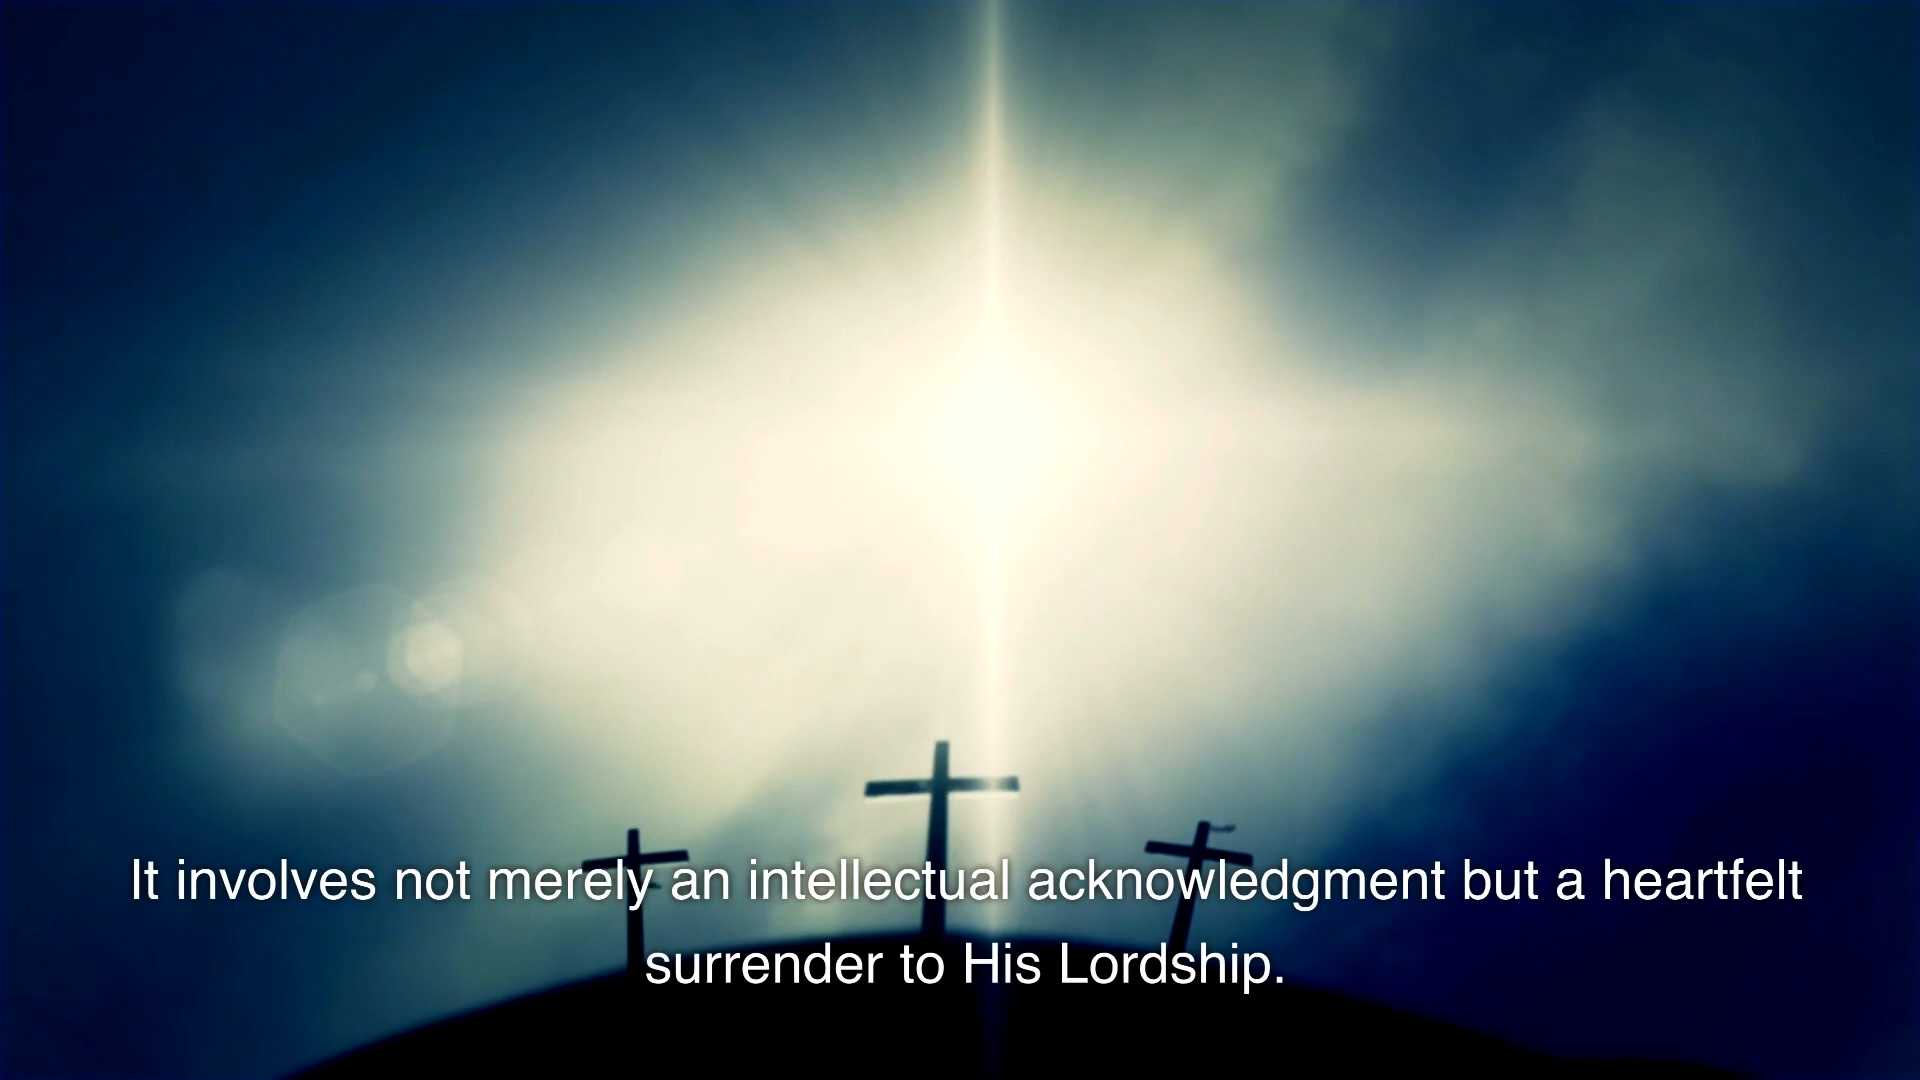 It involves not merely an intellectual acknowledgment but a heartfelt
surrender to His Lordship.